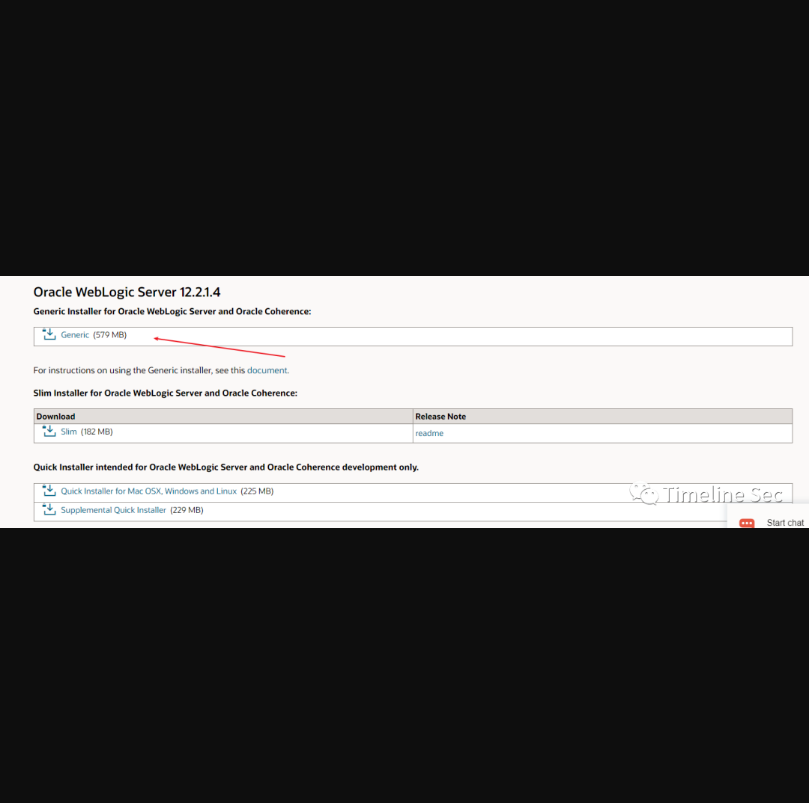 Oracle WebLogic Server 12.2.1.4
Generic Installer for Oracle WebLogic Server and Oracle Coherence:
Generic (579 MB)
For instructions on using the Generic installer, see this document.
Slim Installer for Oracle WebLogic Server and Oracle Coherence:
Download Release Note
Slim (182 MB) readme
Quick Installer intended for Oracle WebLogic Server and Oracle Coherence development only.
Quick Installer for Mac OSX, Windows and Linux (225 MB)
Timeline Sec
Supplemental Quick Installer (229 MB)
Start chat